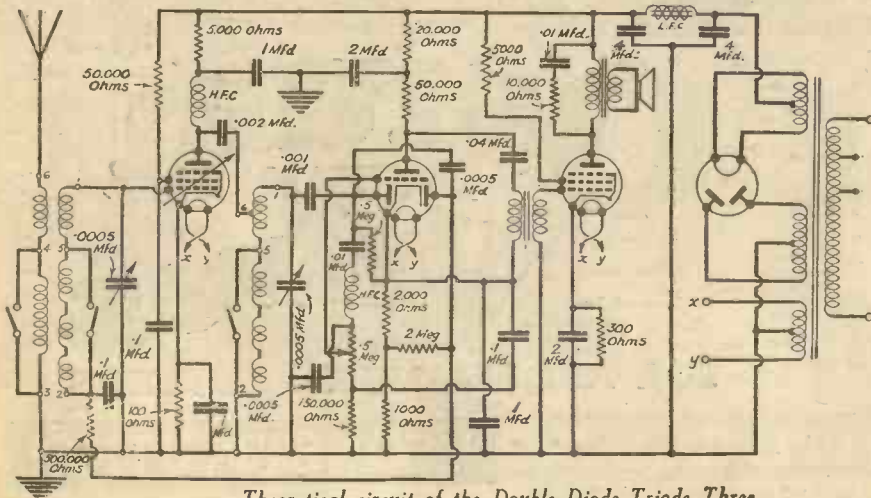 5,000 Ohms
1 Mfd
2 Mfd.
20.000 Ohms
5000 Ohms
.01 Mfd.
4 Mfd.
L.F.C
4 Mfd.
50.000 Ohms
H.F.C
50.000 Ohms
10,000 Ohms
.002 Mfd.
.04 Mfd.
.001 Mfd
.0005 Mfd.
6
6
1
.5 Meg
.0005 Mfd
4
5
5
x y
x y
x y
.01 Mfd
H.F.C.
2,000 Ohms
x
.0005 Mfd.
.5 Meg
2 Meg
.1 Mfd
2 Mfd
300 Ohms
y
.1 Mfd
.1 Mfd
3
2
100 Ohms
Mfd
2
.0005 Mfd.
150,000 Ohms
1000 Ohms
Mfd
Ohms
Theoretical circuit of the Double Diode Triode Three